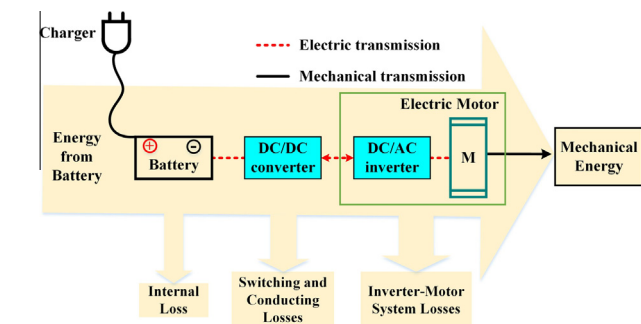 Charger
Electric transmission
Mechanical transmission
Electric Motor
Energy
from
Battery
+
-
Battery
DC/DC
converter
DC/AC
inverter
M
Mechanical
Energy
Internal
Loss
Switching and
Conducting
Losses
Inverter-Motor
System Losses